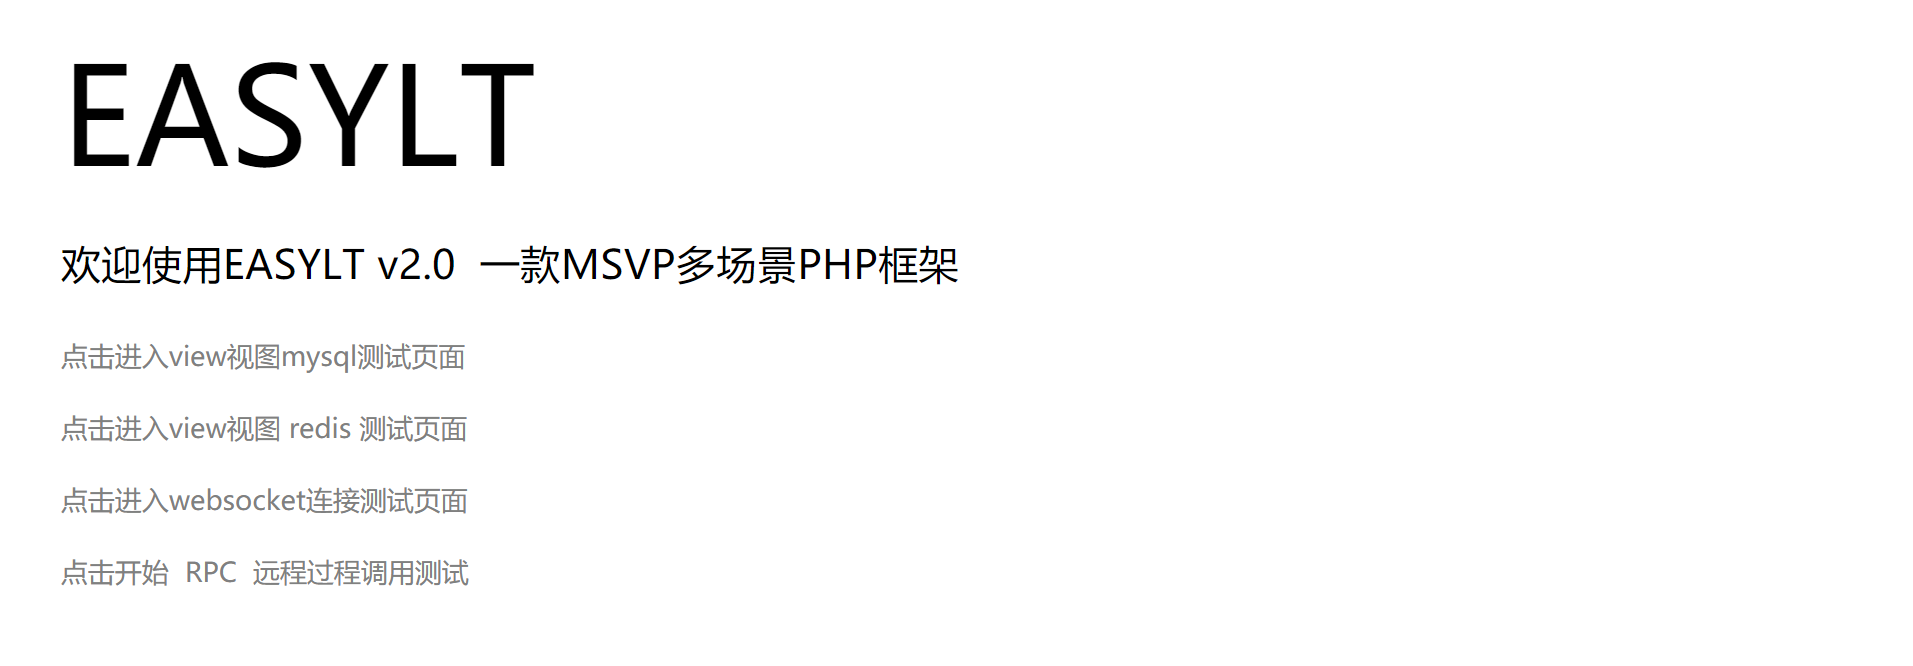 EASYLT
欢迎使用EASYLT v2.0  一款MSVP多场景PHP框架
点击进入view视图mysql测试页面
点击进入view视图 redis 测试页面
点击进入websocket连接测试页面
点击开始  RPC  远程过程调用测试